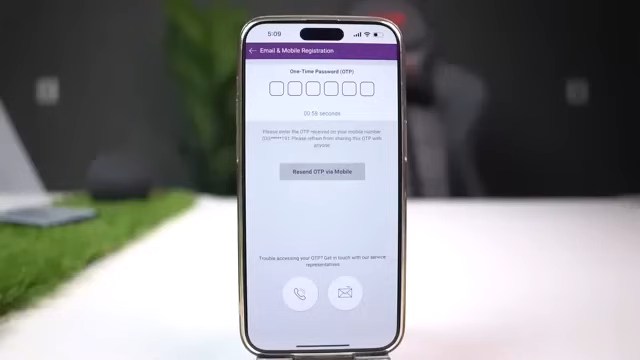 5:09
Email & Mobile Registration
One-Time Password (OTP)
00:56 seconds
Please enter the OTP received on your mobile number
Please refrain from sharing this OTP with
anyone.
Resend OTP via Mobile
Trouble accessing your OTP? Get in touch with our service
representatives.